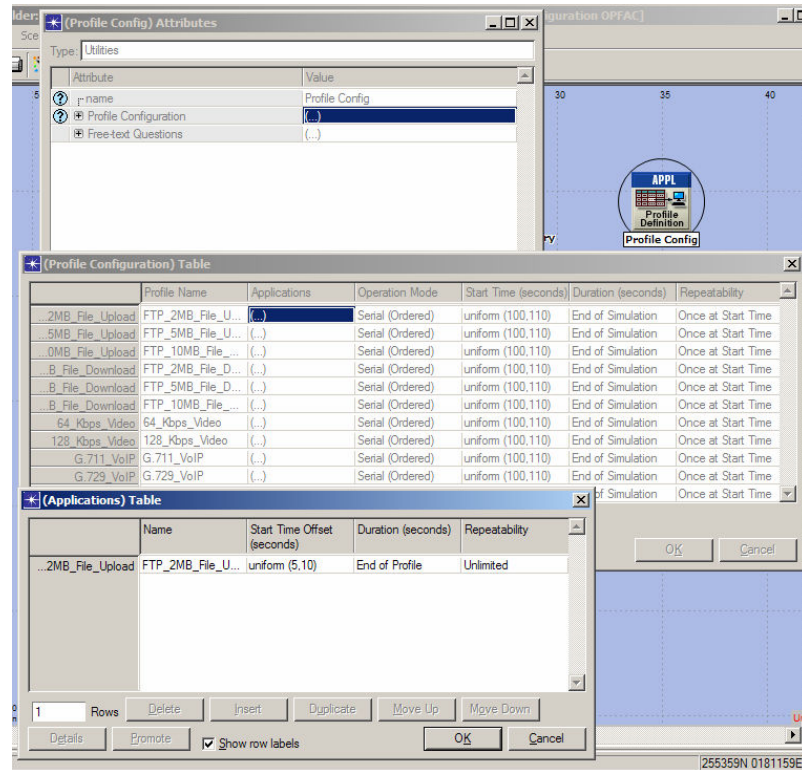 lder:
(Profile Config) Attributes
iguration OPFAC]
Sce
Type: Utilities
Attribute Value
name Profile Config
Profile Configuration (...)
Free-text Questions (...)
5 30 35 40
APPL
Profile
Definition
ry
Profile Config
(Profile Configuration) Table
Profile Name Applications Operation Mode Start Time (seconds) Duration (seconds) Repeatability
...2MB_File_Upload FTP_2MB_File_U... (...) Serial (Ordered) uniform (100,110) End of Simulation Once at Start Time
...5MB_File_Upload FTP_5MB_File_U... (...) Serial (Ordered) uniform (100,110) End of Simulation Once at Start Time
...0MB_File_Upload FTP_10MB_File_... (...) Serial (Ordered) uniform (100,110) End of Simulation Once at Start Time
...B_File_Download FTP_2MB_File_D... (...) Serial (Ordered) uniform (100,110) End of Simulation Once at Start Time
...B_File_Download FTP_5MB_File_D... (...) Serial (Ordered) uniform (100,110) End of Simulation Once at Start Time
...B_File_Download FTP_10MB_File_... (...) Serial (Ordered) uniform (100,110) End of Simulation Once at Start Time
64_Kbps_Video 64_Kbps_Video (...) Serial (Ordered) uniform (100,110) End of Simulation Once at Start Time
128_Kbps_Video 128_Kbps_Video (...) Serial (Ordered) uniform (100,110) End of Simulation Once at Start Time
G.711_VoIP G.711_VoIP (...) Serial (Ordered) uniform (100,110) End of Simulation Once at Start Time
G.729_VoIP G.729_VoIP (...) Serial (Ordered) uniform (100,110) End of Simulation Once at Start Time
of Simulation Once at Start Time
OK Cancel
(Applications) Table
Name Start Time Offset (seconds) Duration (seconds) Repeatability
...2MB_File_Upload FTP_2MB_File_U... uniform (5,10) End of Profile Unlimited
1 Rows Delete Insert Duplicate Move Up Move Down
Details Promote Show row labels OK Cancel
255359N 0181159E